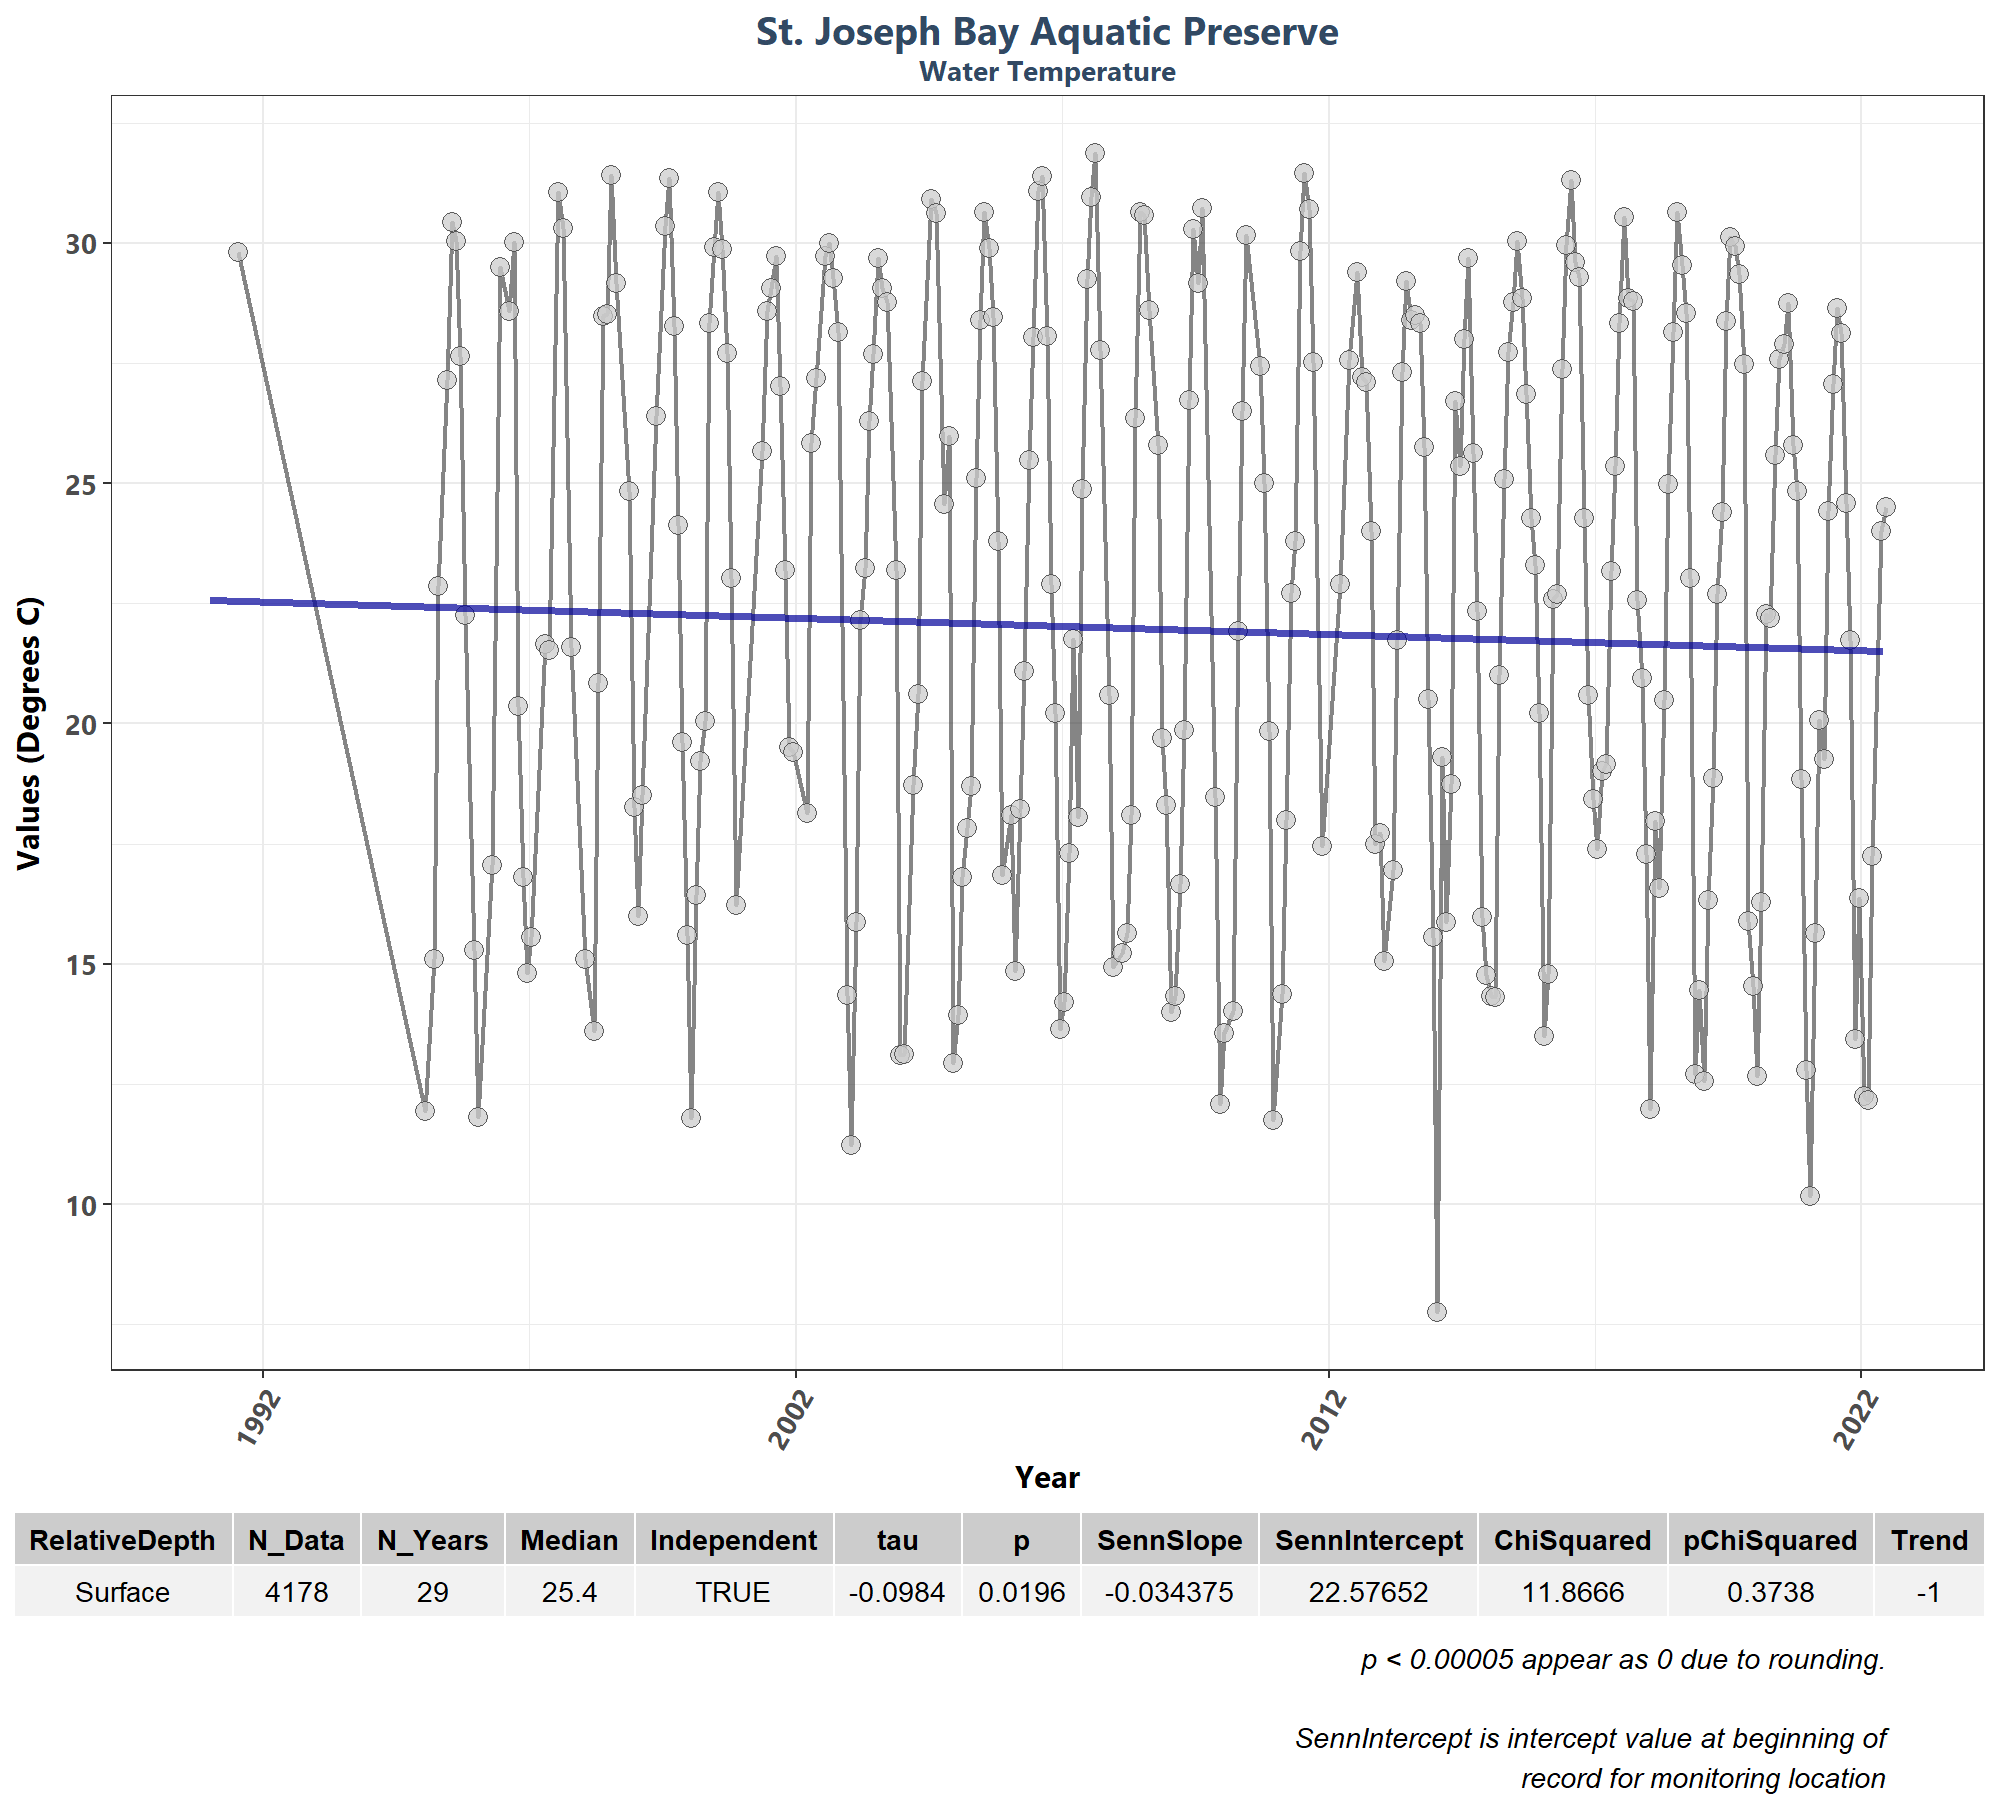 St. Joseph Bay Aquatic Preserve
Water Temperature
Values (Degrees C)
30
25
20
15
10
1992 2002 2012 2022
Year
RelativeDepth N_Data N_Years Median Independent tau p SennSlope SennIntercept ChiSquared pChiSquared Trend
Surface 4178 29 25.4 TRUE -0.0984 0.0196 -0.034375 22.57652 11.8666 0.3738 -1
p < 0.00005 appear as 0 due to rounding.
SennIntercept is intercept value at beginning of
record for monitoring location